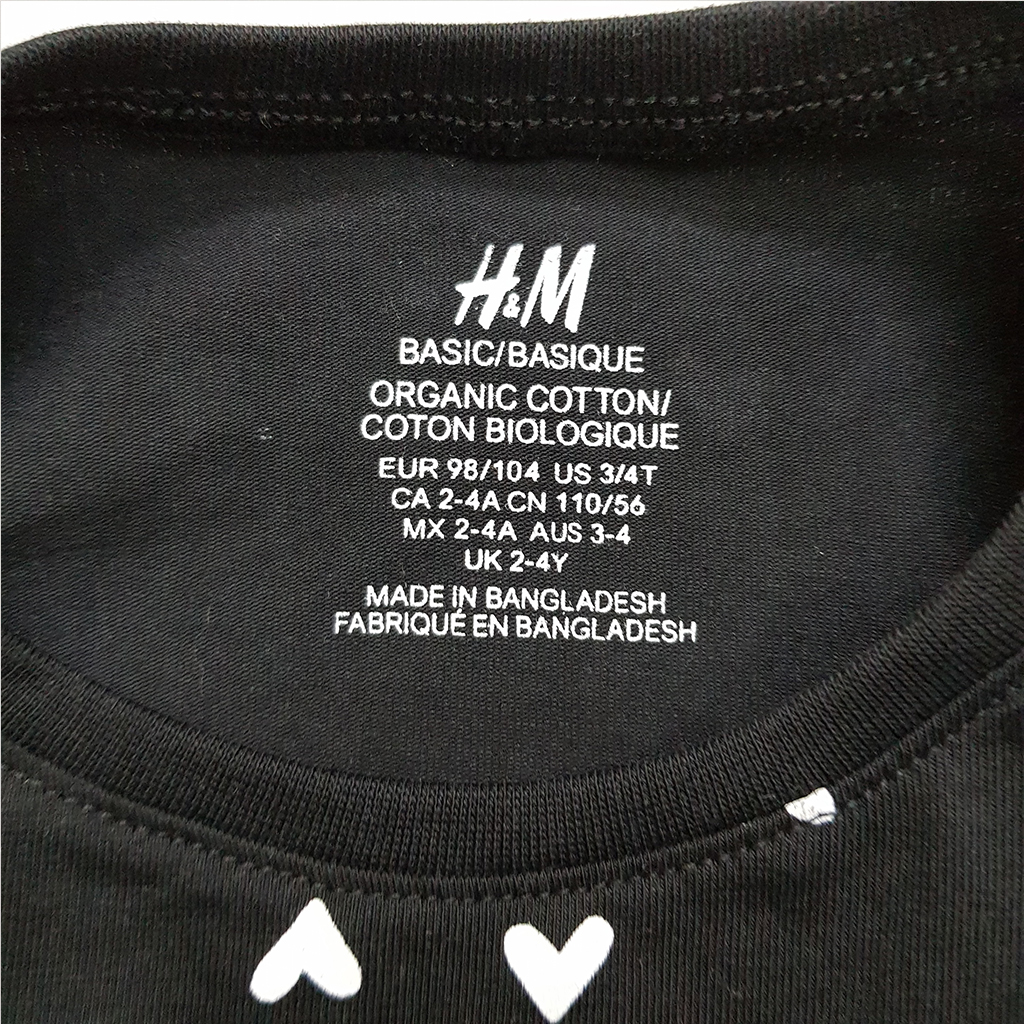 H&M
BASIC/BASIQUE
ORGANIC COTTON/
COTON BIOLOGIQUE
EUR 98/104 US 3/4T
CA 2-4A CN 110/56
MX 2-4A AUS 3-4
UK 2-4Y
MADE IN BANGLADESH
FABRIQUÉ EN BANGLADESH